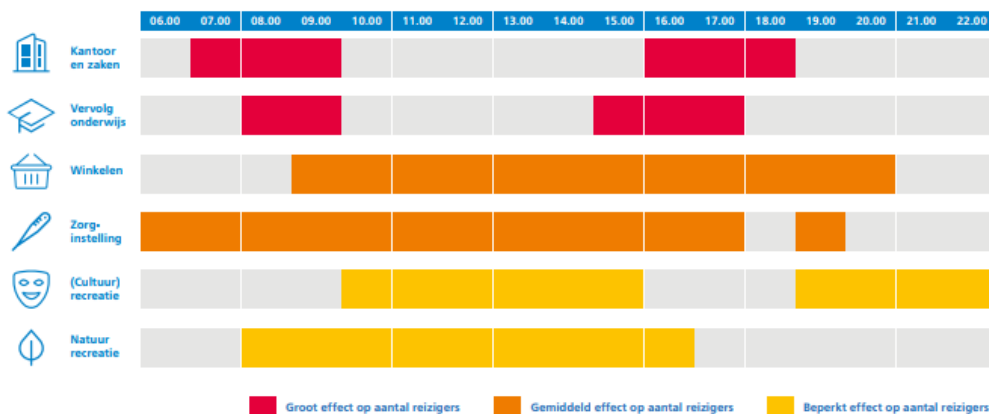 06.00 07.00 08.00 09.00 10.00 11.00 12.00 13.00 14.00 15.00 16.00 17.00 18.00 19.00 20.00 21.00 22.00
Kantoor
en zaken
Vervolg
onderwijs
Winkelen
Zorg-
instelling
(Cultuur)
recreatie
Natuur
recreatie
Groot effect op aantal reizigers Gemiddeld effect op aantal reizigers Beperkt effect op aantal reizigers